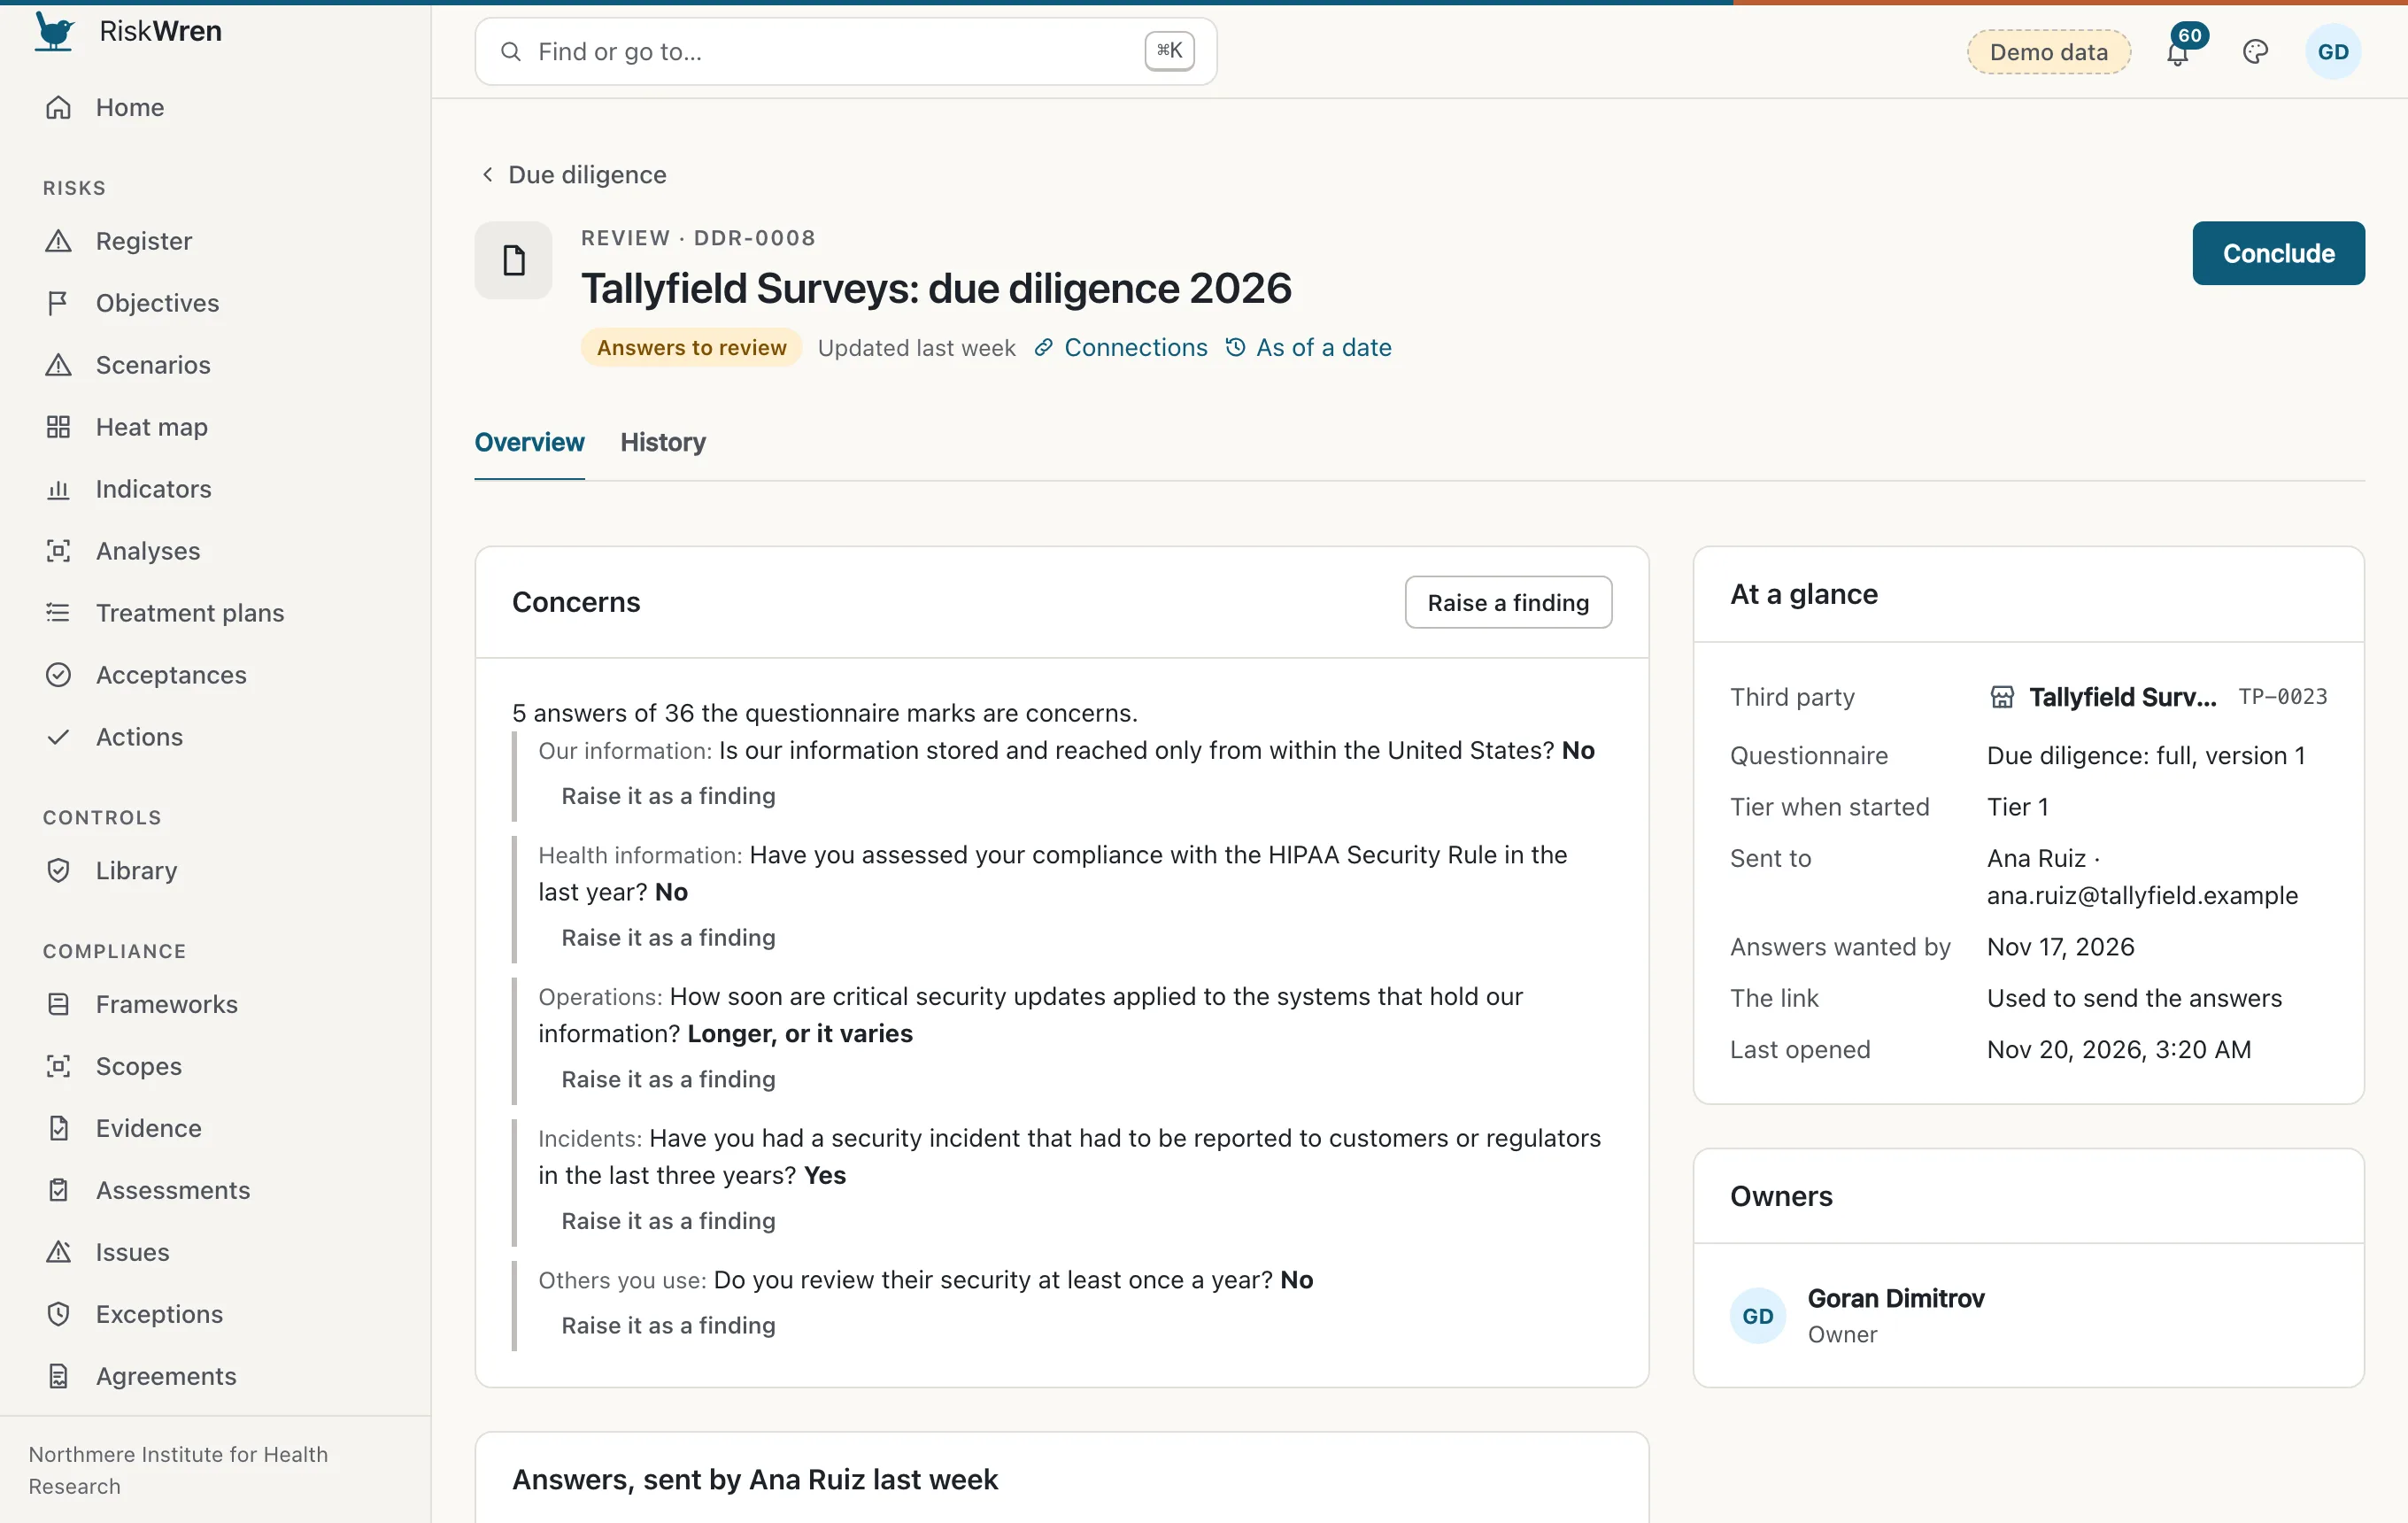 RiskWren
Find or go to...
⌘K
Demo data
60
GD
Home
RISKS
Register
Objectives
Scenarios
Heat map
Indicators
Analyses
Treatment plans
Acceptances
Actions
CONTROLS
Library
COMPLIANCE
Frameworks
Scopes
Evidence
Assessments
Issues
Exceptions
Agreements
Northmere Institute for Health
Research
Due diligence
REVIEW · DDR-0008
Tallyfield Surveys: due diligence 2026
Conclude
Answers to review
Updated last week
Connections
As of a date
Overview
History
Concerns
Raise a finding
5 answers of 36 the questionnaire marks are concerns.
Our information: Is our information stored and reached only from within the United States? No
Raise it as a finding
Health information: Have you assessed your compliance with the HIPAA Security Rule in the
last year? No
Raise it as a finding
Operations: How soon are critical security updates applied to the systems that hold our
information? Longer, or it varies
Raise it as a finding
Incidents: Have you had a security incident that had to be reported to customers or regulators
in the last three years? Yes
Raise it as a finding
Others you use: Do you review their security at least once a year? No
Raise it as a finding
Answers, sent by Ana Ruiz last week
At a glance
Third party Tallyfield Surv... TP-0023
Questionnaire Due diligence: full, version 1
Tier when started Tier 1
Sent to Ana Ruiz ·
ana.ruiz@tallyfield.example
Answers wanted by Nov 17, 2026
The link Used to send the answers
Last opened Nov 20, 2026, 3:20 AM
Owners
GD
Goran Dimitrov
Owner